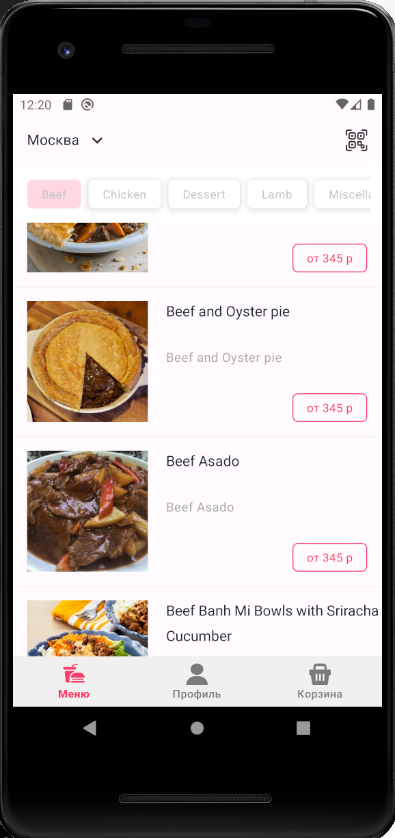 12:20
Москва
Beef Chicken Dessert Lamb Miscella
от 345 р
Beef and Oyster pie
Beef and Oyster pie
от 345 р
Beef Asado
Beef Asado
от 345 р
Beef Banh Mi Bowls with Sriracha
Cucumber
Меню Профиль Корзина